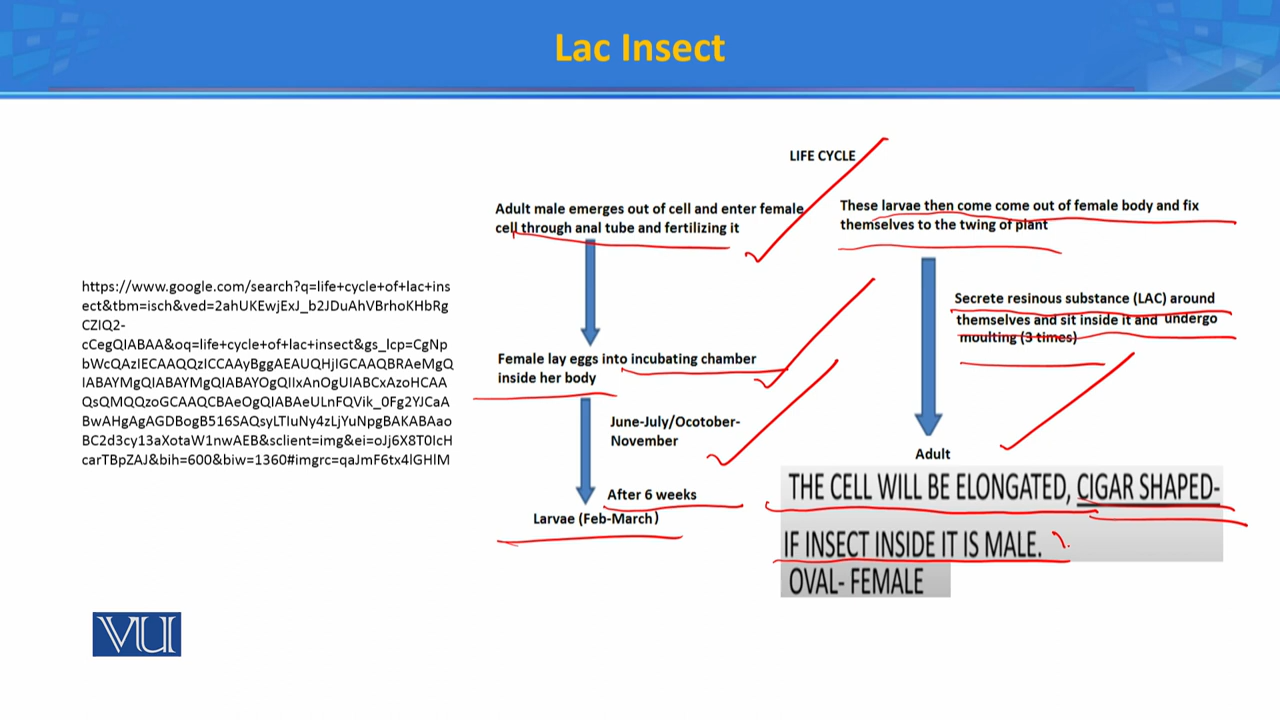 Lac Insect
LIFE CYCLE
https://www.google.com/search?q=life+cycle+of+lac+ins
ect&tbm=isch&ved=2ahUKEwjExJ_b2JDuAhVBrhoKHbRg
CZIQ2-
cCegQIABAA&oq=life+cycle+of+lac+insect&gs_lcp=CgNp
bWcQAzIECAAQQzICCAAyBggAEAUQHjIGCAAQBRAeMgQ
IABAYMgQIABAYMgQIABAYOgQIIxAnOgUIABCxAzoHCAA
QsQMQQzoGCAAQCBAeOgQIABAeULnFQVik_0Fg2YJCaA
BwAHgAgAGDBogB516SAQsyLTIuNy4zLjYuNpgBAKABAao
BC2d3cy13aXotaW1nwAEB&sclient=img&ei=oJj6X8T0IcH
carTBpZAJ&bih=600&biw=1360#imgrc=qaJmF6tx4lGHlM
Adult male emerges out of cell and enter female
cell through anal tube and fertilizing it
Female lay eggs into incubating chamber
inside her body
June-July/Ocotober-
November
After 6 weeks
Larvae (Feb-March)
These larvae then come come out of female body and fix
themselves to the twing of plant
Secrete resinous substance (LAC) around
themselves and sit inside it and undergo
moulting (3 times)
Adult
THE CELL WILL BE ELONGATED, CIGAR SHAPED-
IF INSECT INSIDE IT IS MALE.
OVAL- FEMALE
VU